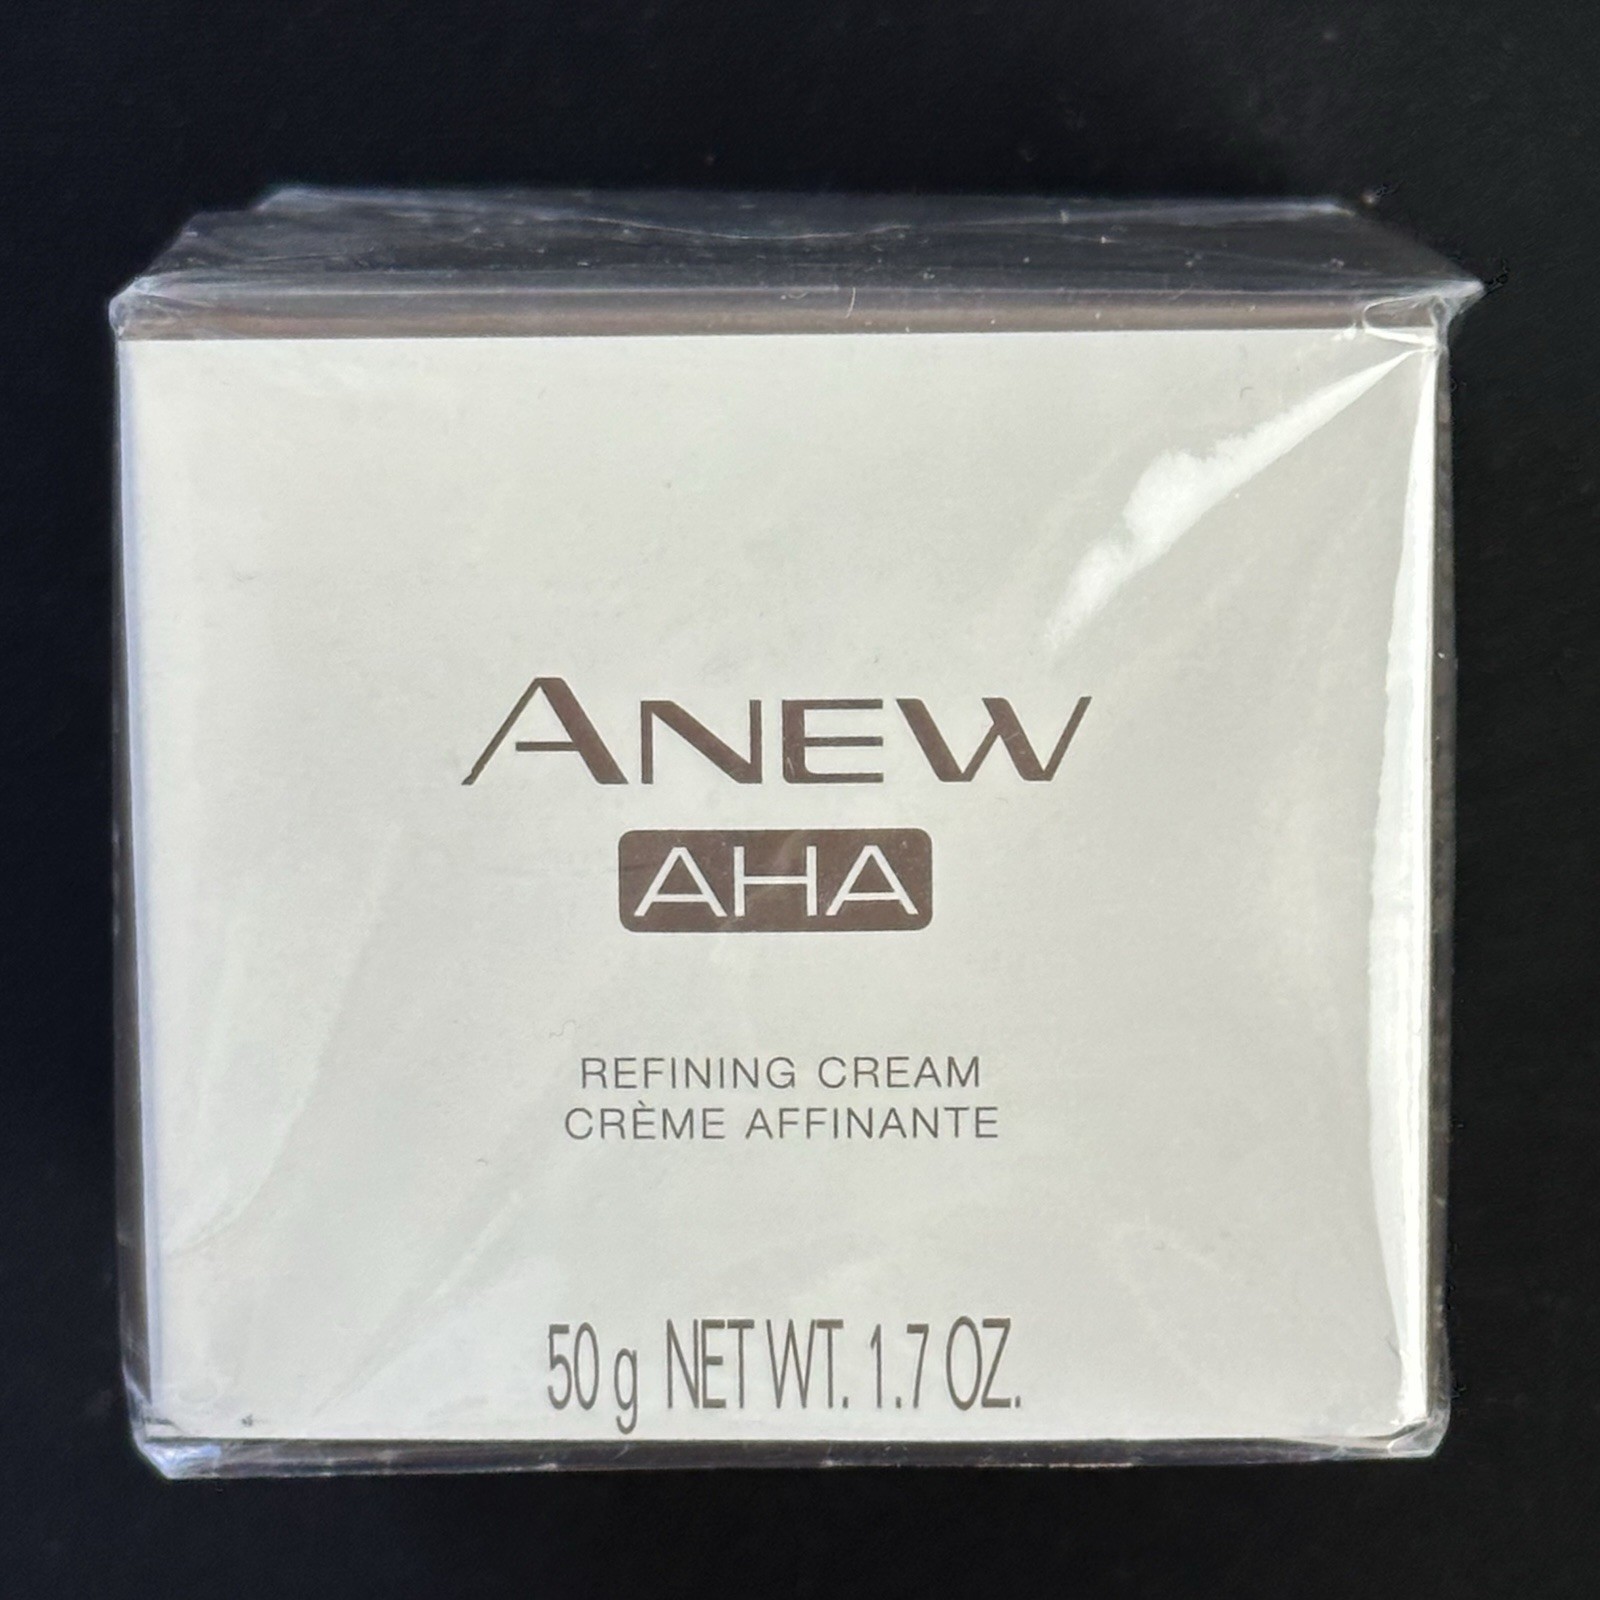 ANEW
AHA
REFINING CREAM
CRÈME AFFINANTE
50 g NET WT. 1.7 OZ.